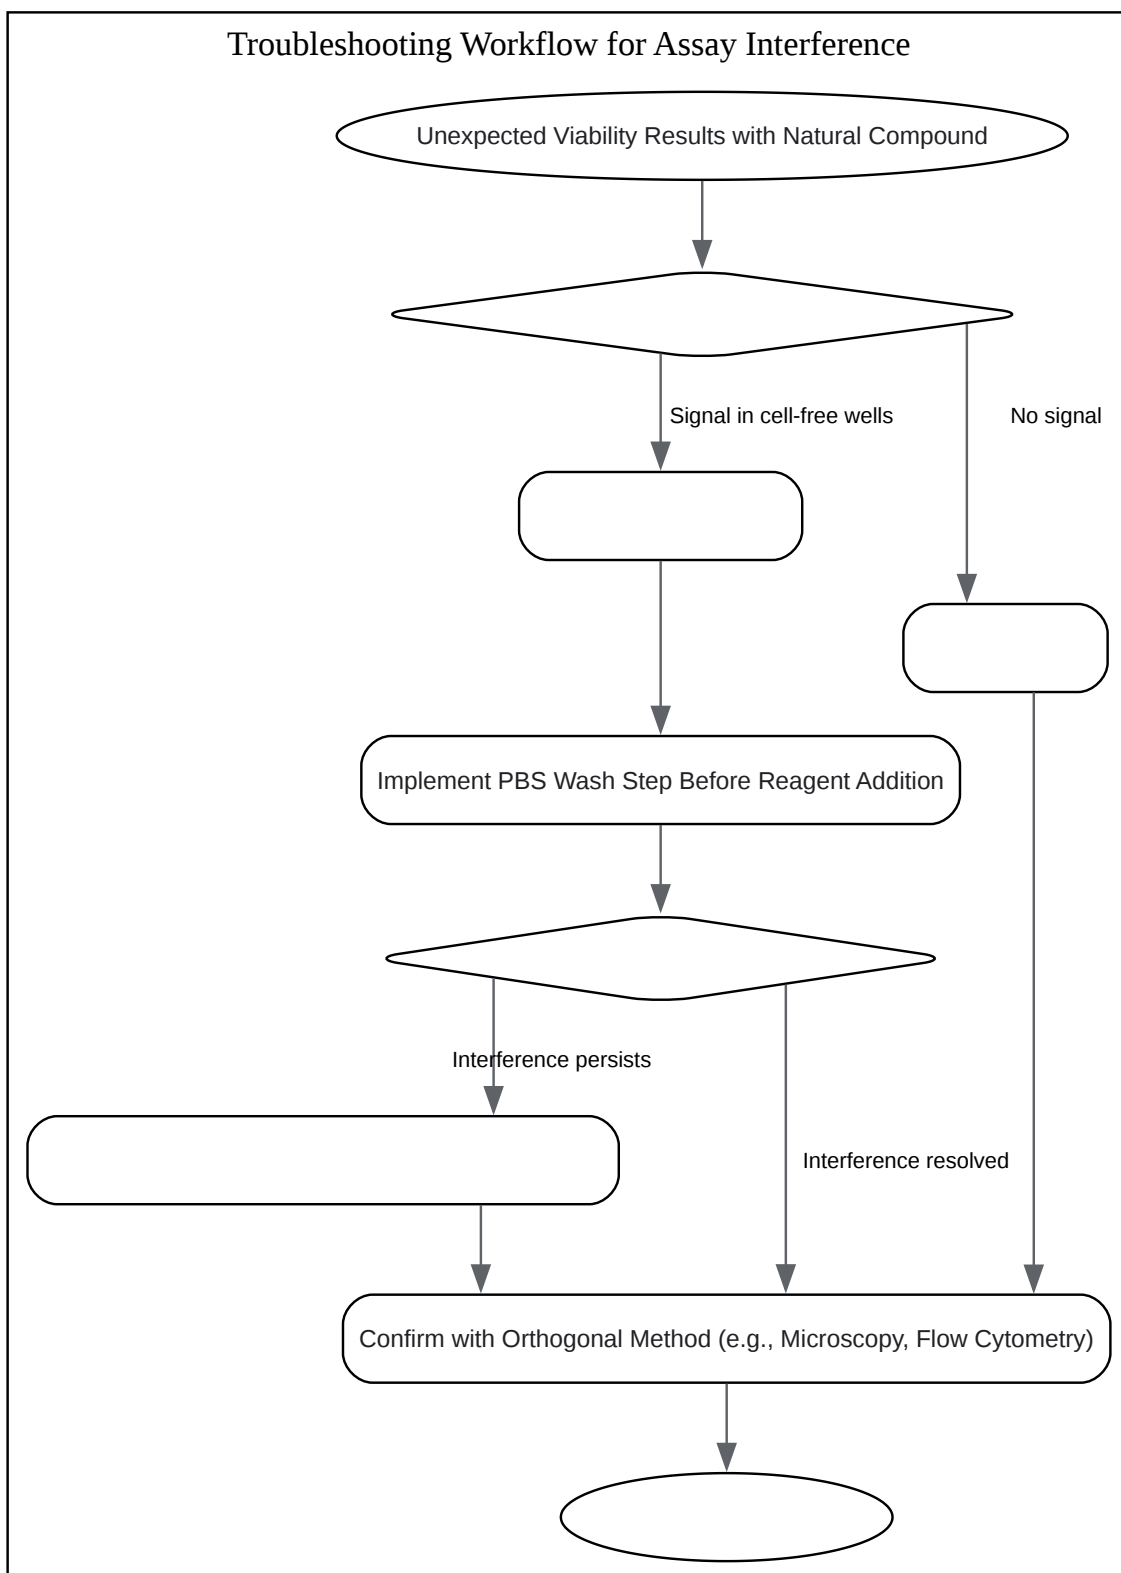 Troubleshooting Workflow for Assay Interference
Unexpected Viability Results with Natural Compound
Signal in cell-free wells
No signal
Implement PBS Wash Step Before Reagent Addition
Interference persists
Interference resolved
Confirm with Orthogonal Method (e.g., Microscopy, Flow Cytometry)